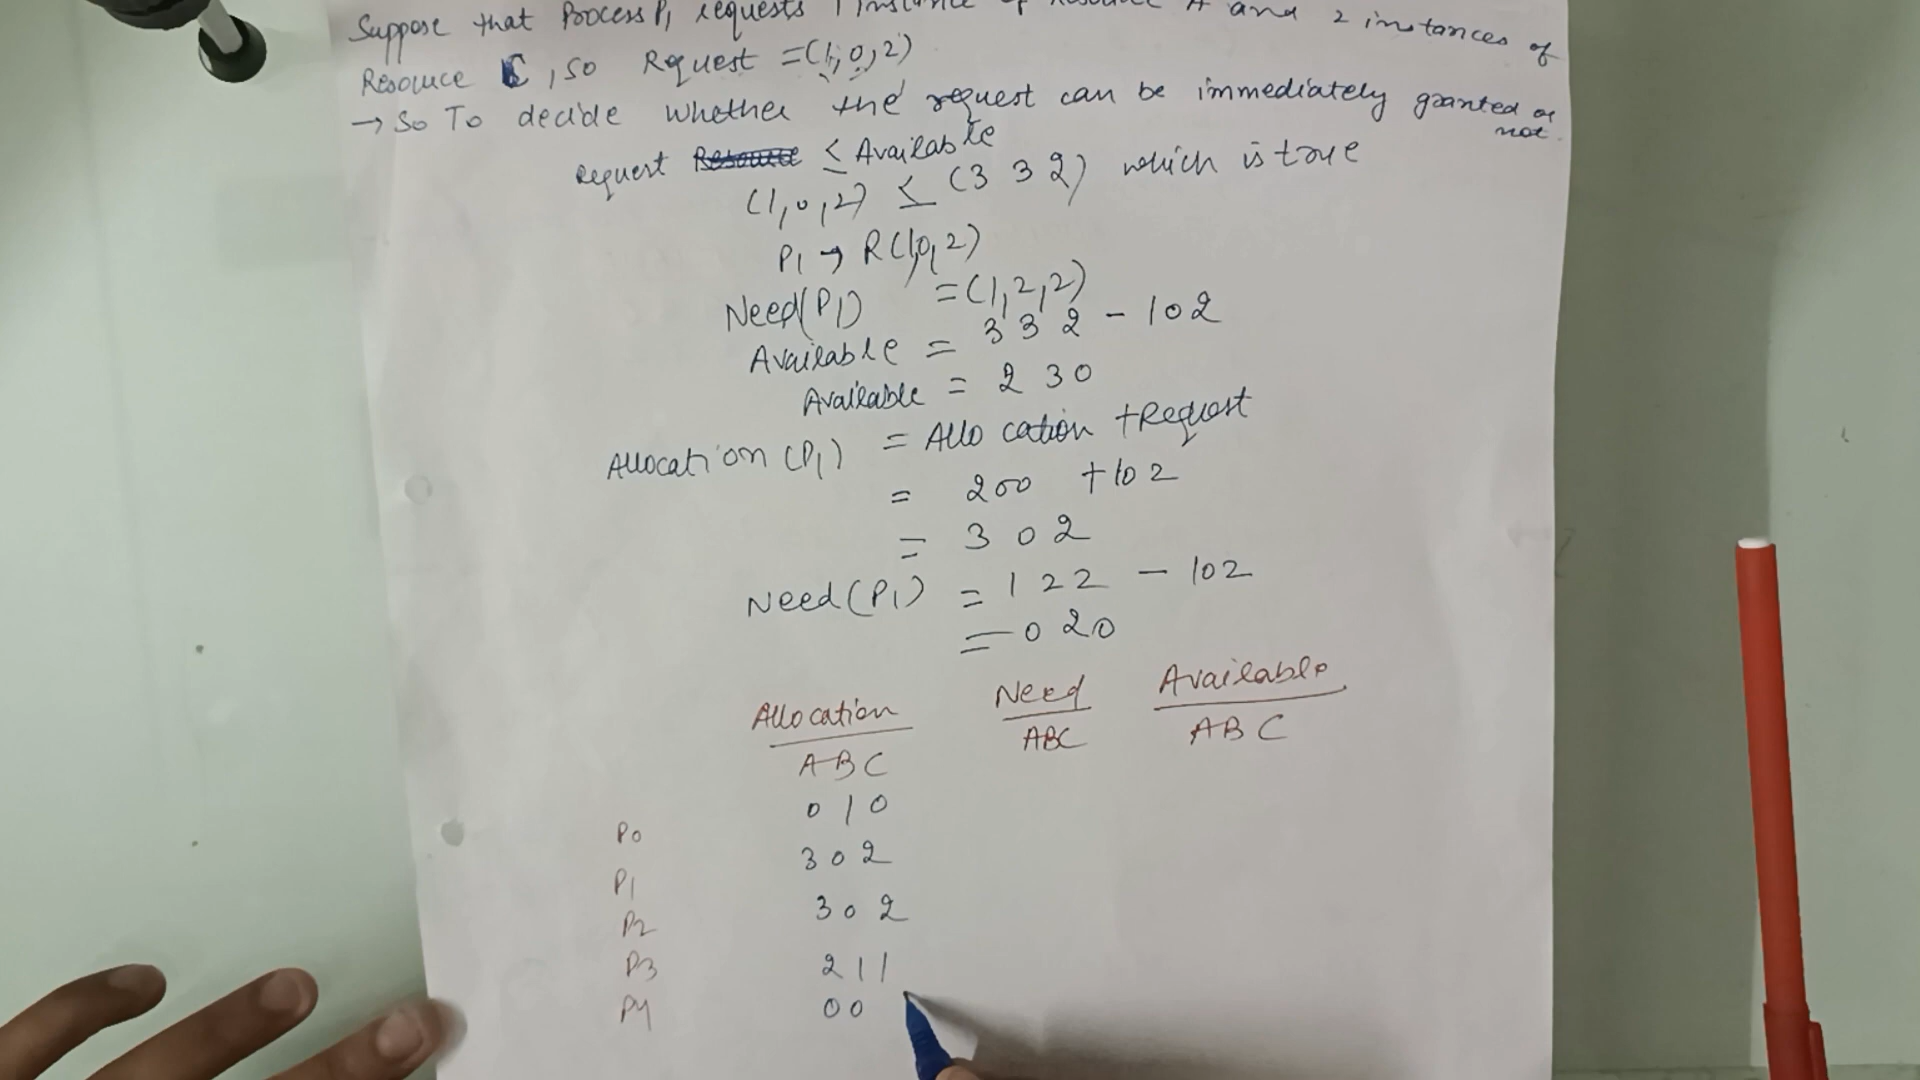 Suppose that Process P1 requests 1 instance of Resource A and 2 instances of
Resource C, so Request = (1,0,2)
→ So To decide whether the request can be immediately granted or
not.
request ≤ Available
(1,0,2) ≤ (3 3 2) which is true
P1 → R(1,0,2)
Need(P1) = (1,2,2)
Available = 3 3 2 - 102
Available = 2 3 0
Allocation (P1) = Allocation + Request
= 200 + 102
= 3 0 2
Need (P1) = 1 2 2 - 102
= 0 2 0
Allocation Need Available
A B C ABC A B C
P0 0 1 0
P1 3 0 2
P2 3 0 2
P3 2 1 1
P4 0 0